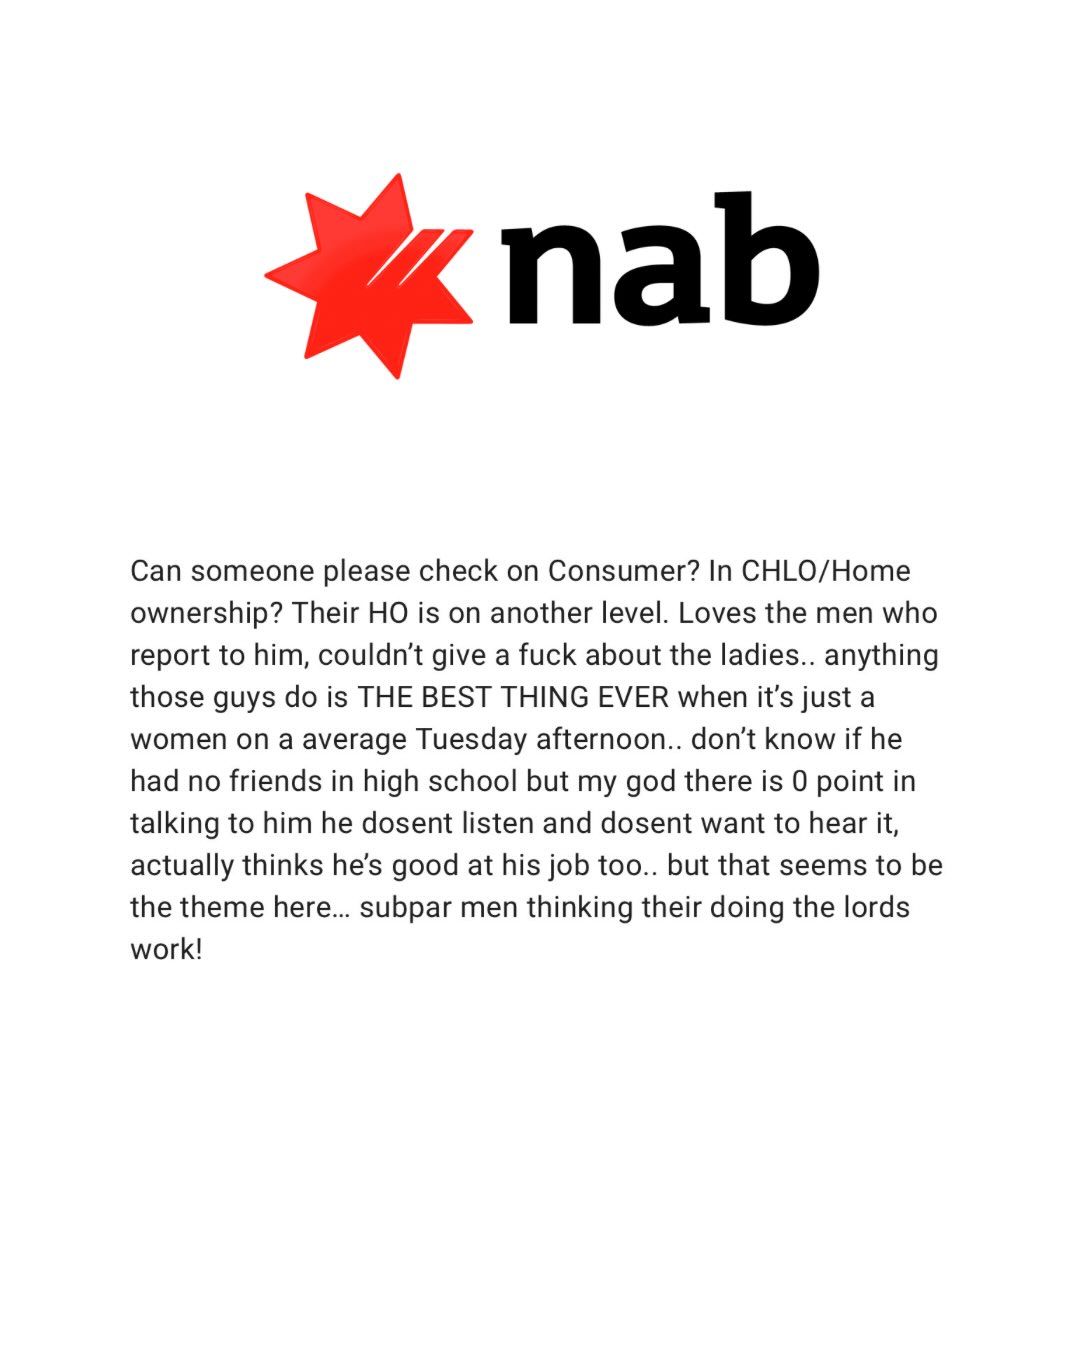 nab
Can someone please check on Consumer? In CHLO/Home
ownership? Their HO is on another level. Loves the men who
report to him, couldn’t give a fuck about the ladies.. anything
those guys do is THE BEST THING EVER when it’s just a
women on a average Tuesday afternoon.. don’t know if he
had no friends in high school but my god there is 0 point in
talking to him he dosent listen and dosent want to hear it,
actually thinks he’s good at his job too.. but that seems to be
the theme here… subpar men thinking their doing the lords
work!